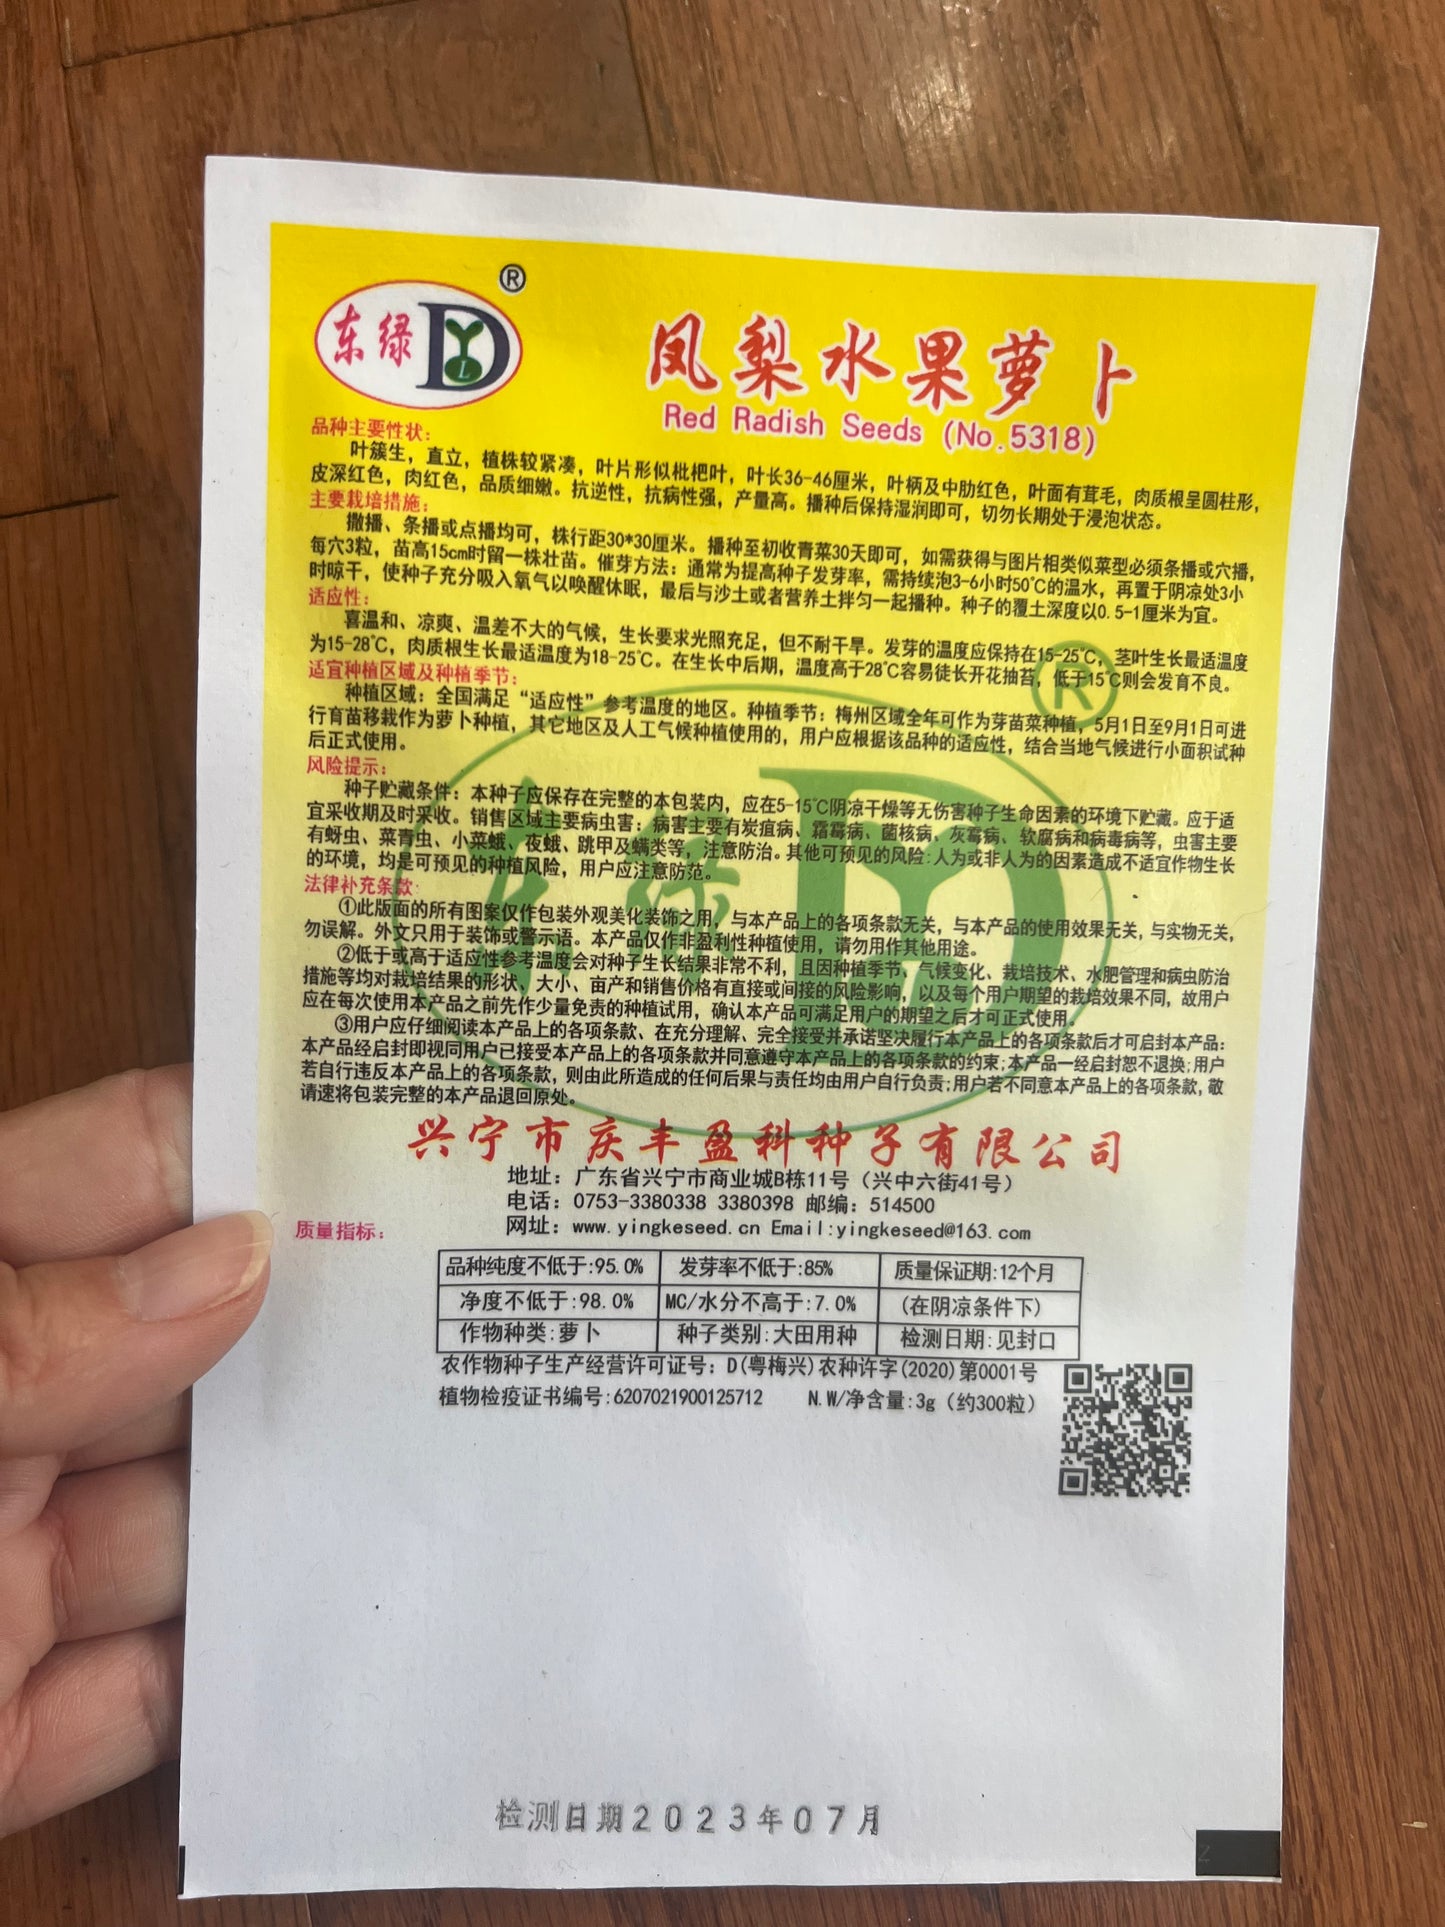 东绿
L
®
凤梨水果萝卜
Red Radish Seeds (No.5318)
品种主要性状:
叶簇生，直立，植株较紧凑，叶片形似枇杷叶，叶长36-46厘米，叶柄及中肋红色，叶面有茸毛，肉质根呈圆柱形，
皮深红色，肉红色，品质细嫩。抗逆性，抗病性强，产量高。播种后保持湿润即可，切勿长期处于浸泡状态。
主要栽培措施:
撒播、条播或点播均可，株行距30*30厘米。播种至初收青菜30天即可，如需获得与图片相类似菜型必须条播或穴播，
每穴3粒，苗高15cm时留一株壮苗。催芽方法：通常为提高种子发芽率，需持续泡3-6小时50℃的温水，再置于阴凉处3小
时晾干，使种子充分吸入氧气以唤醒休眠，最后与沙土或者营养土拌匀一起播种。种子的覆土深度以0.5-1厘米为宜。
适应性:
喜温和、凉爽、温差不大的气候，生长要求光照充足，但不耐干旱。发芽的温度应保持在15-25℃，茎叶生长最适温度
为15-28℃，肉质根生长最适温度为18-25℃。在生长中后期，温度高于28℃容易徒长开花抽苔，低于15℃则会发育不良。
适宜种植区域及种植季节:
种植区域：全国满足“适应性”参考温度的地区。种植季节：梅州区域全年可作为芽苗菜种植，5月1日至9月1日可进
行育苗移栽作为萝卜种植，其它地区及人工气候种植使用的，用户应根据该品种的适应性，结合当地气候进行小面积试种
后正式使用。
风险提示:
种子贮藏条件：本种子应保存在完整的本包装内，应在5-15℃阴凉干燥等无伤害种子生命因素的环境下贮藏。应于适
宜采收期及时采收。销售区域主要病虫害：病害主要有炭疽病、霜霉病、菌核病、灰霉病、软腐病和病毒病等，虫害主要
有蚜虫、菜青虫、小菜蛾、夜蛾、跳甲及螨类等，注意防治。其他可预见的风险:人为或非人为的因素造成不适宜作物生长
的环境，均是可预见的种植风险，用户应注意防范。
法律补充条款:
①此版面的所有图案仅作包装外观美化装饰之用，与本产品上的各项条款无关，与本产品的使用效果无关，与实物无关，
勿误解。外文只用于装饰或警示语。本产品仅作非盈利性种植使用，请勿用作其他用途。
②低于或高于适应性参考温度会对种子生长结果非常不利，且因种植季节、气候变化、栽培技术、水肥管理和病虫防治
措施等均对栽培结果的形状、大小、亩产和销售价格有直接或间接的风险影响，以及每个用户期望的栽培效果不同，故用户
应在每次使用本产品之前先作少量免责的种植试用，确认本产品可满足用户的期望之后才可正式使用。
③用户应仔细阅读本产品上的各项条款、在充分理解、完全接受并承诺坚决履行本产品上的各项条款后才可启封本产品:
本产品经启封即视同用户已接受本产品上的各项条款并同意遵守本产品上的各项条款的约束;本产品一经启封恕不退换;用户
若自行违反本产品上的各项条款，则由此所造成的任何后果与责任均由用户自行负责;用户若不同意本产品上的各项条款，敬
请速将包装完整的本产品退回原处。
兴宁市庆丰盈科种子有限公司
地址：广东省兴宁市商业城B栋11号（兴中六街41号）
电话：0753-3380338 3380398 邮编：514500
网址：www.yingkeseed.cn Email:yingkeseed@163.com
质量指标:
品种纯度不低于:95.0% 发芽率不低于:85% 质量保证期:12个月
净度不低于:98.0% MC/水分不高于:7.0% (在阴凉条件下)
作物种类:萝卜 种子类别:大田用种 检测日期:见封口
农作物种子生产经营许可证号：D(粤梅兴)农种许字(2020)第0001号
植物检疫证书编号:6207021900125712 N.W/净含量:3g（约300粒）
检测日期2023年07月